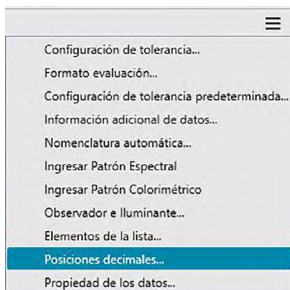 Configuración de tolerancia...
Formato evaluación...
Configuración de tolerancia predeterminada...
Información adicional de datos...
Nomenclatura automática...
Ingresar Patrón Espectral
Ingresar Patrón Colorimétrico
Observador e Iluminante...
Elementos de la lista...
Posiciones decimales...
Propiedad de los datos...